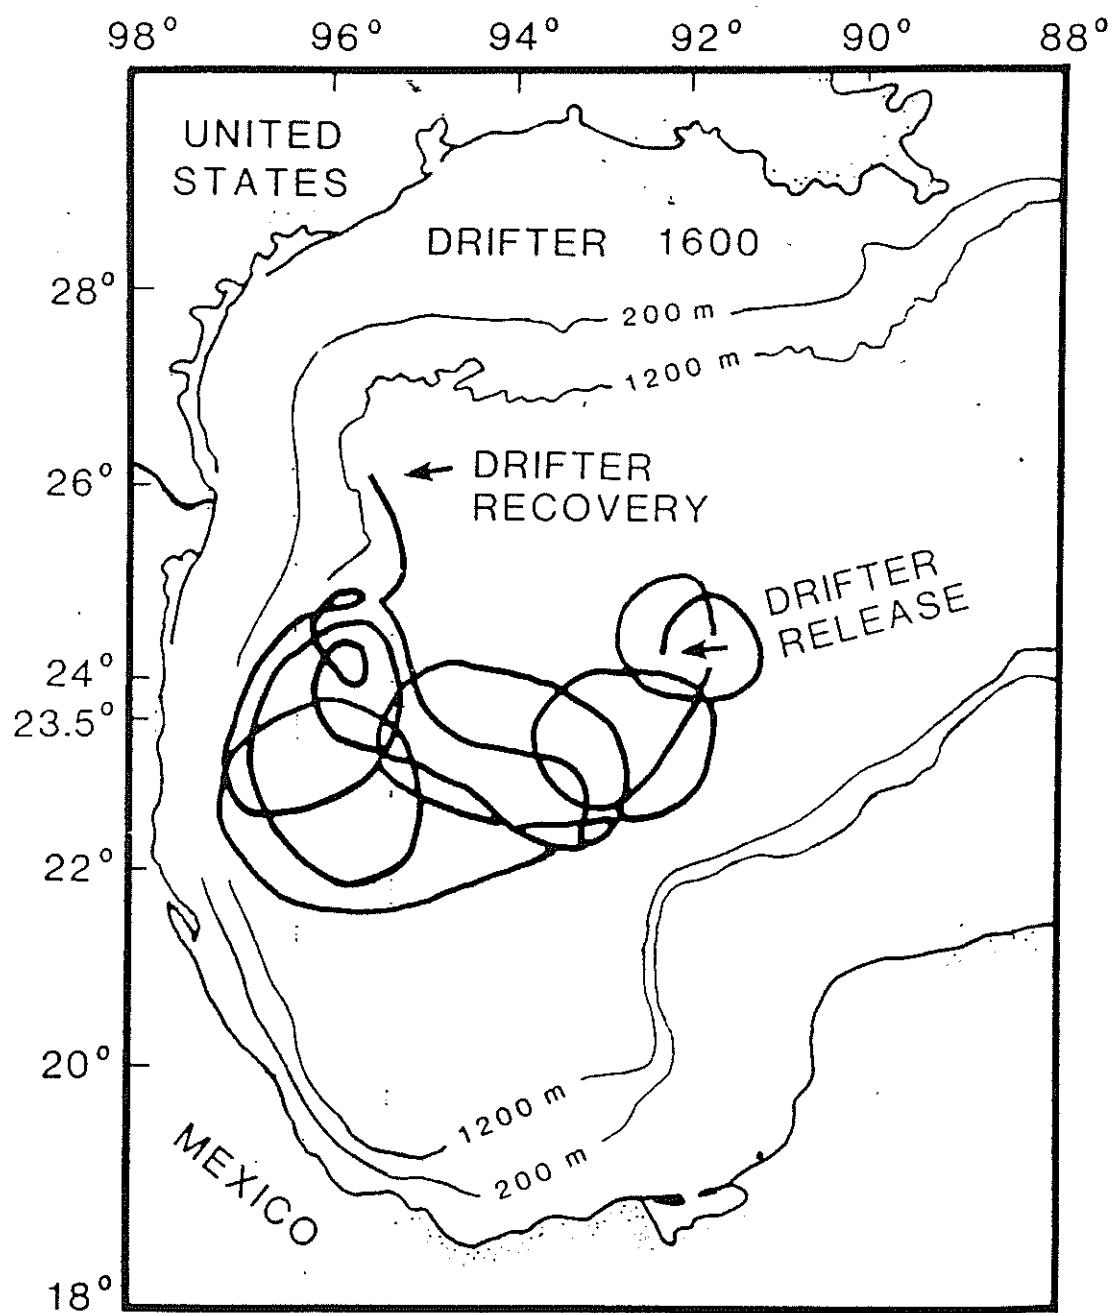 98° 96° 94° 92° 90° 88°
UNITED
STATES
DRIFTER 1600
28°
200 m
1200 m
26°
DRIFTER
RECOVERY
DRIFTER
RELEASE
24°
23.5°
22°
20°
1200 m
200 m
MEXICO
18°